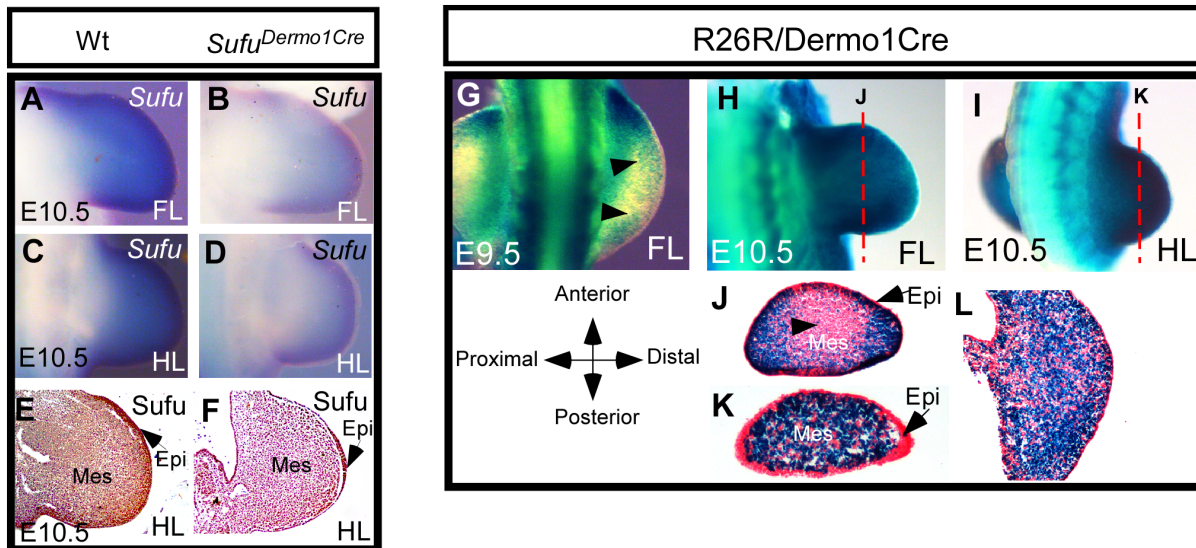 Wt Sufu^Dermo1Cre
R26R/Dermo1Cre
A Sufu
E10.5 FL
B Sufu
FL
C Sufu
E10.5 HL
D Sufu
HL
E Sufu
Epi
Mes
E10.5 HL
F Sufu
Epi
Mes
HL
G
E9.5 FL
H J
E10.5 FL
I K
E10.5 HL
Anterior
Proximal Distal
Posterior
J Epi
Mes
K Epi
Mes
L